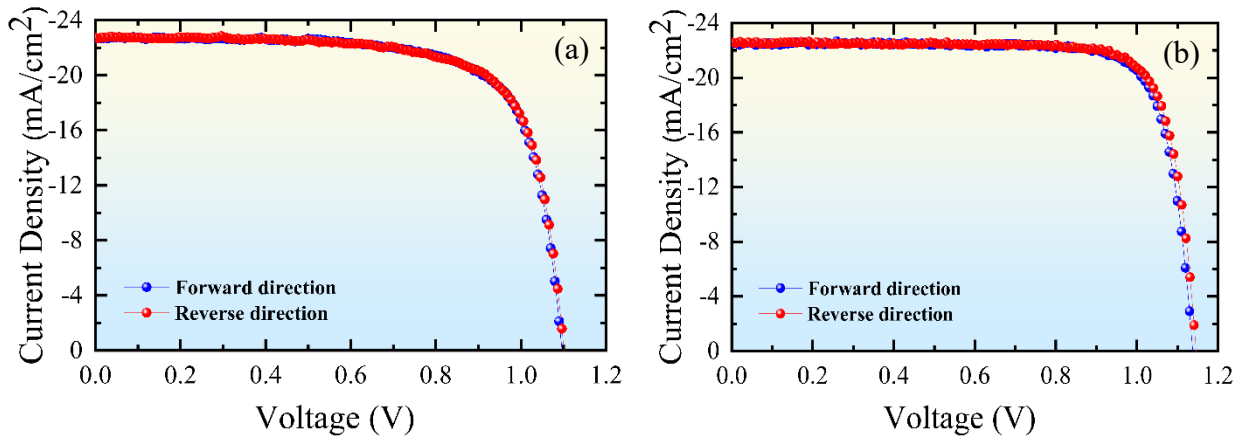 (a)
Current Density (mA/cm2)
-24
-20
-16
-12
-8
-4
0
Forward direction
Reverse direction
0.0 0.2 0.4 0.6 0.8 1.0 1.2
Voltage (V)
(b)
Current Density (mA/cm2)
-24
-20
-16
-12
-8
-4
0
Forward direction
Reverse direction
0.0 0.2 0.4 0.6 0.8 1.0 1.2
Voltage (V)